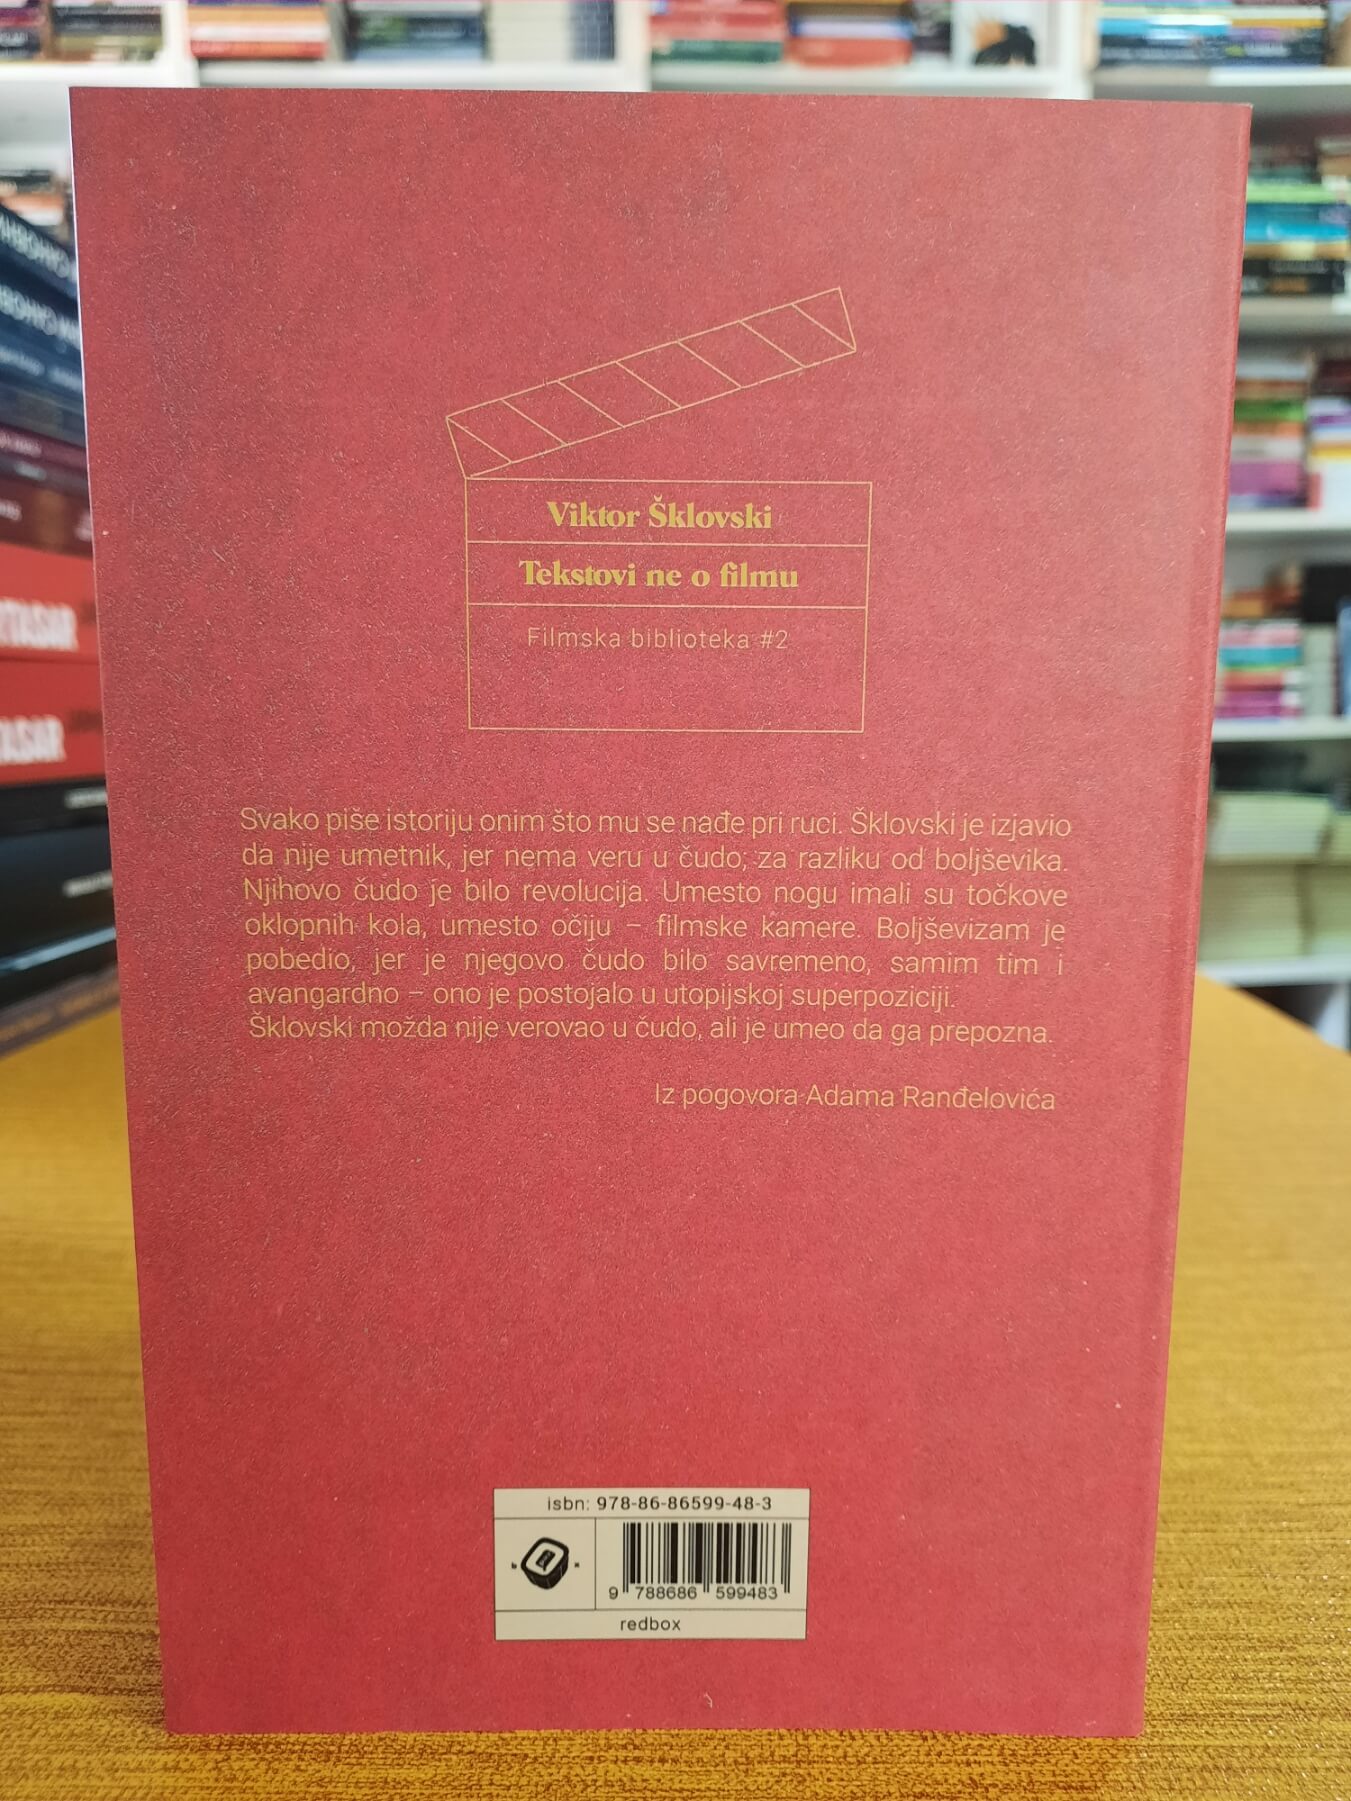 Viktor Šklovski
Tekstovi ne o filmu
Filmska biblioteka #2
Svako piše istoriju onim što mu se nađe pri ruci. Šklovski je izjavio
da nije umetnik, jer nema veru u čudo, za razliku od boljševika.
Njihovo čudo je bilo revolucija. Umesto nogu imali su točkove
oklopnih kola, umesto očiju – filmske kamere. Boljševizam je
pobedio, jer je njegovo čudo bilo savremeno, samim tim i
avangardno – ono je postojalo u utopijskoj superpoziciji.
Šklovski možda nije verovao u čudo, ali je umeo da ga prepozna.
Iz pogovora Adama Ranđelovića
isbn: 978-86-86599-48-3
9 788686 599483
redbox